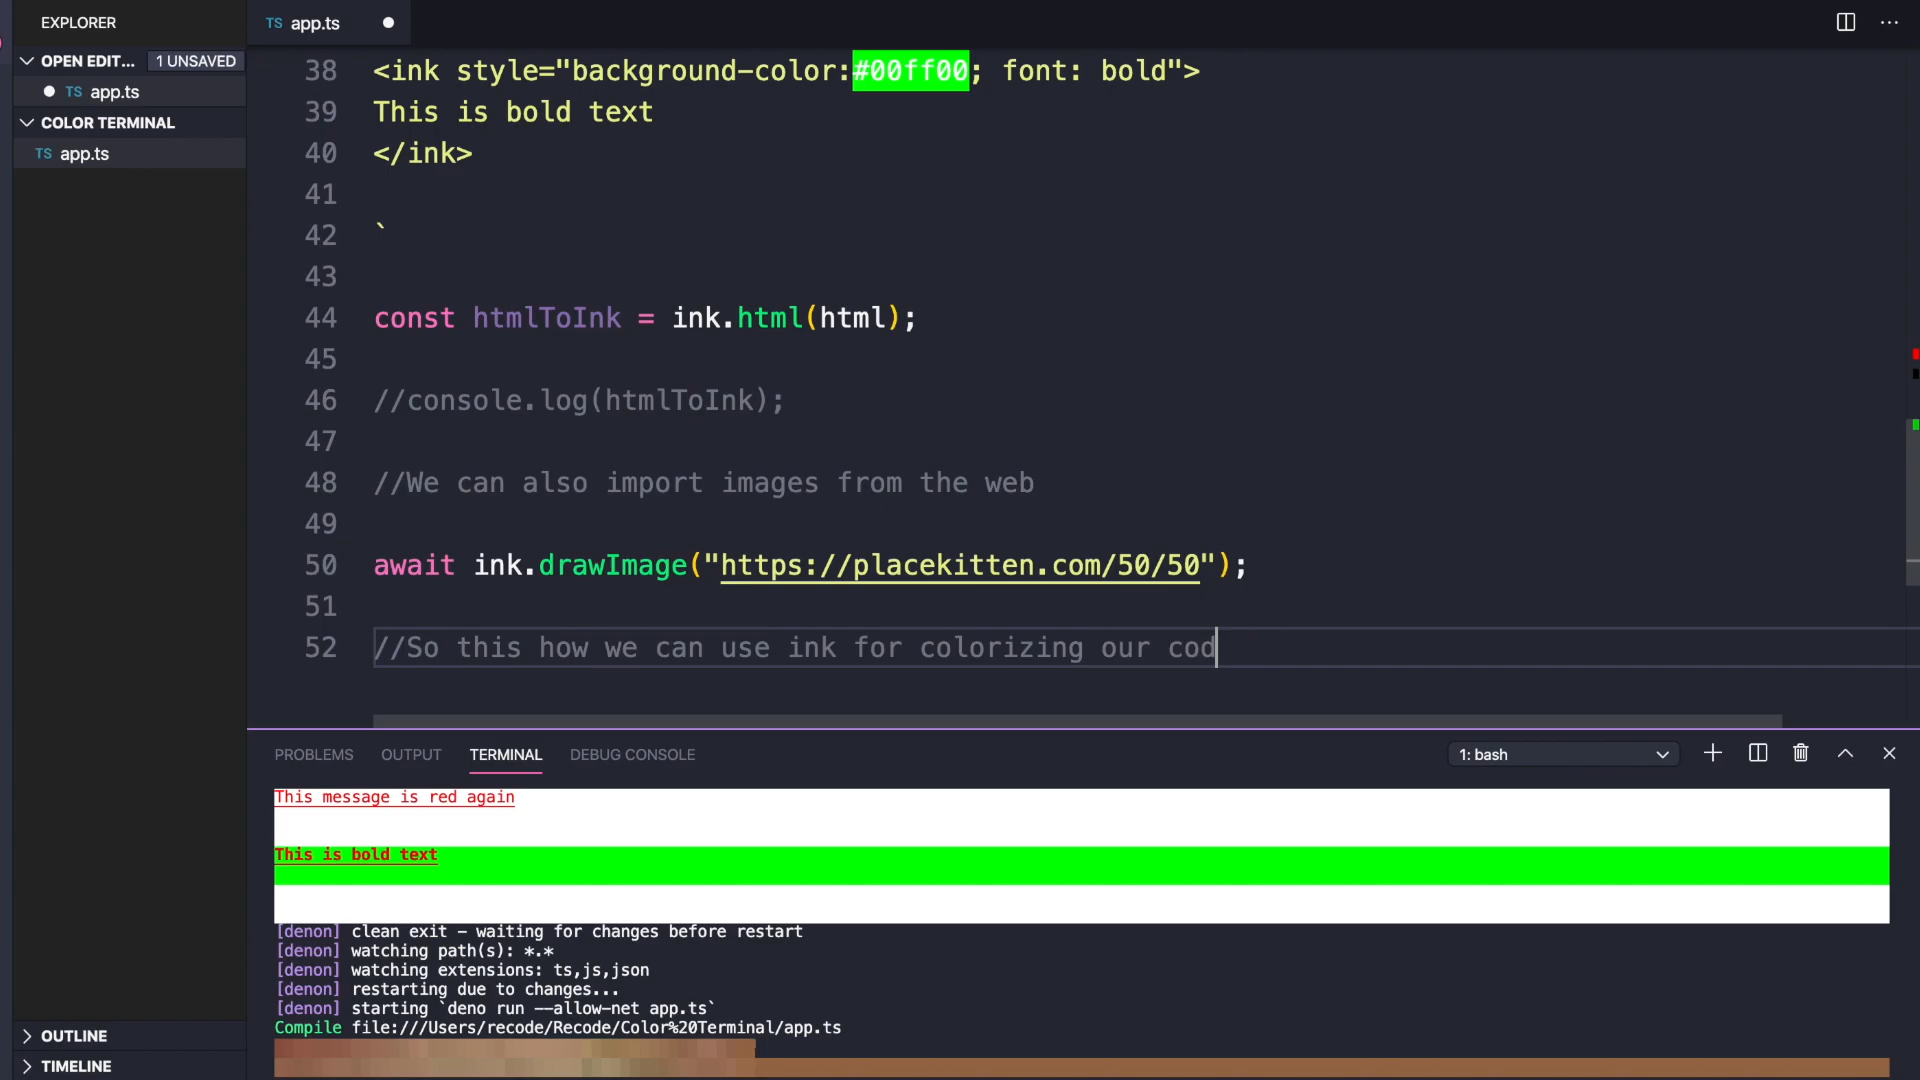 EXPLORER
TS app.ts
OPEN EDIT... 1 UNSAVED
TS app.ts
COLOR TERMINAL
TS app.ts
38 <ink style="background-color:#00ff00; font: bold">
39 This is bold text
40 </ink>
41
42 `
43
44 const htmlToInk = ink.html(html);
45
46 //console.log(htmlToInk);
47
48 //We can also import images from the web
49
50 await ink.drawImage("https://placekitten.com/50/50");
51
52 //So this how we can use ink for colorizing our cod
PROBLEMS OUTPUT TERMINAL DEBUG CONSOLE 1: bash
This message is red again
This is bold text
[denon] clean exit - waiting for changes before restart
[denon] watching path(s): *.*
[denon] watching extensions: ts,js,json
[denon] restarting due to changes...
[denon] starting `deno run --allow-net app.ts`
Compile file:///Users/recode/Recode/Color%20Terminal/app.ts
OUTLINE
TIMELINE